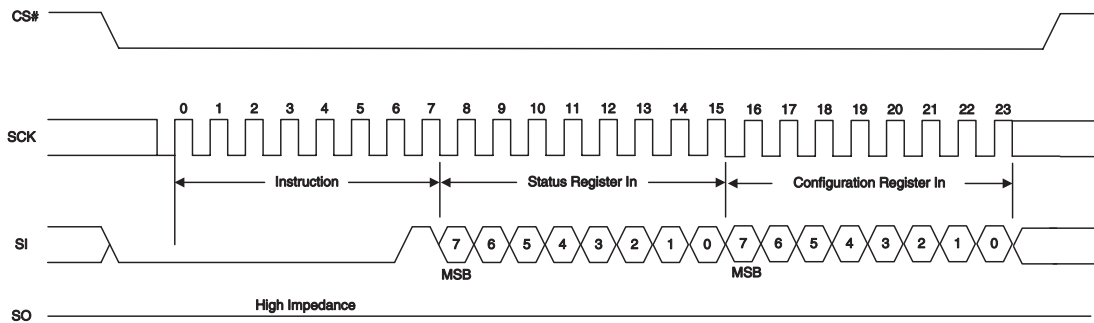 CS#
0 1 2 3 4 5 6 7 8 9 10 11 12 13 14 15 16 17 18 19 20 21 22 23
SCK
Instruction Status Register In Configuration Register In
SI 7 6 5 4 3 2 1 0 7 6 5 4 3 2 1 0
MSB MSB
High Impedance
SO